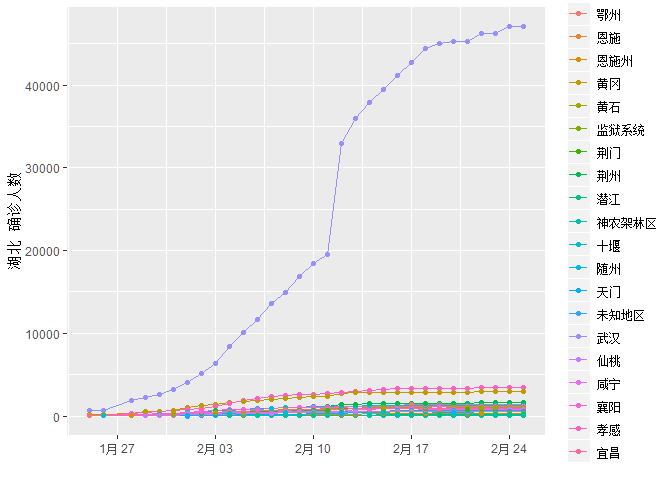 湖北 确诊人数
40000
30000
20000
10000
0
1月 27
2月 03
2月 10
2月 17
2月 24
鄂州
恩施
恩施州
黄冈
黄石
监狱系统
荆门
荆州
潜江
神农架林区
十堰
随州
天门
未知地区
武汉
仙桃
咸宁
襄阳
孝感
宜昌